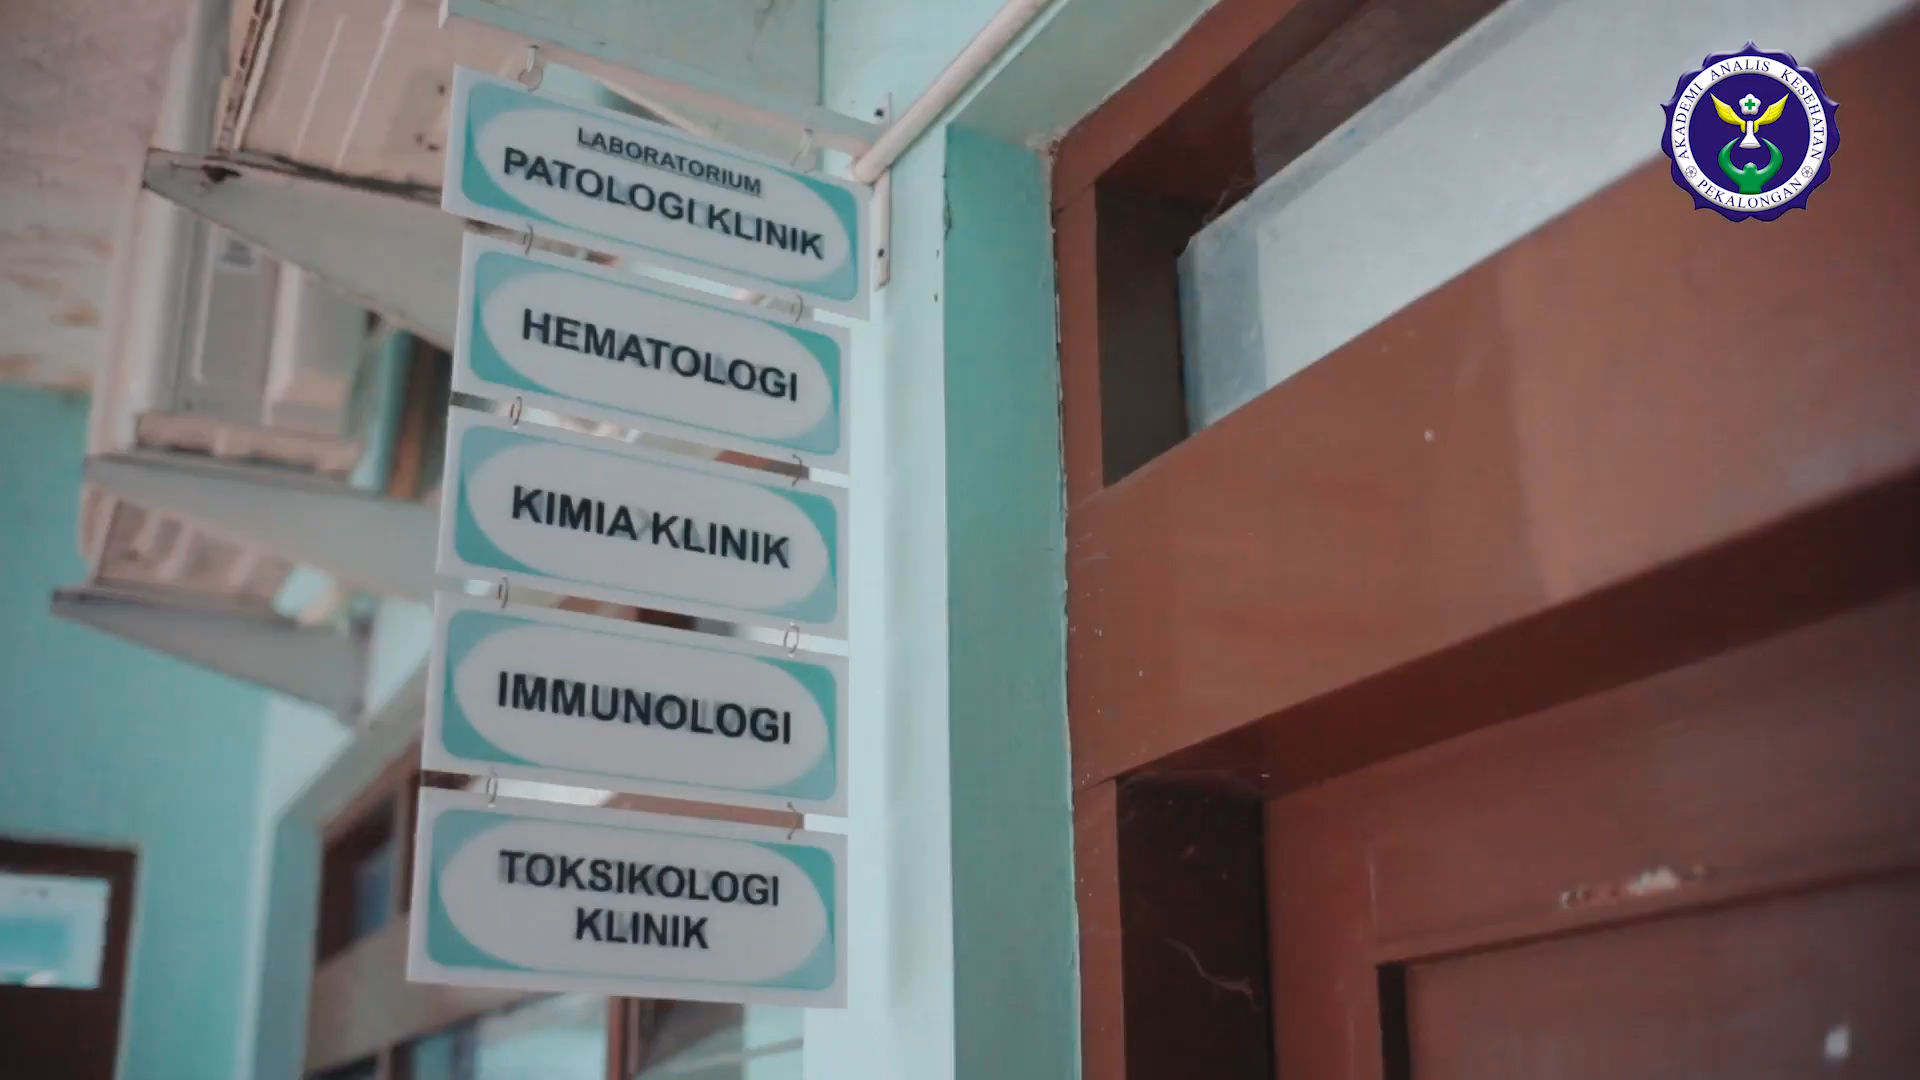 LABORATORIUM
PATOLOGI KLINIK
HEMATOLOGI
KIMIA KLINIK
IMMUNOLOGI
TOKSIKOLOGI
KLINIK
AKADEMI ANALIS KESEHATAN
PEKALONGAN